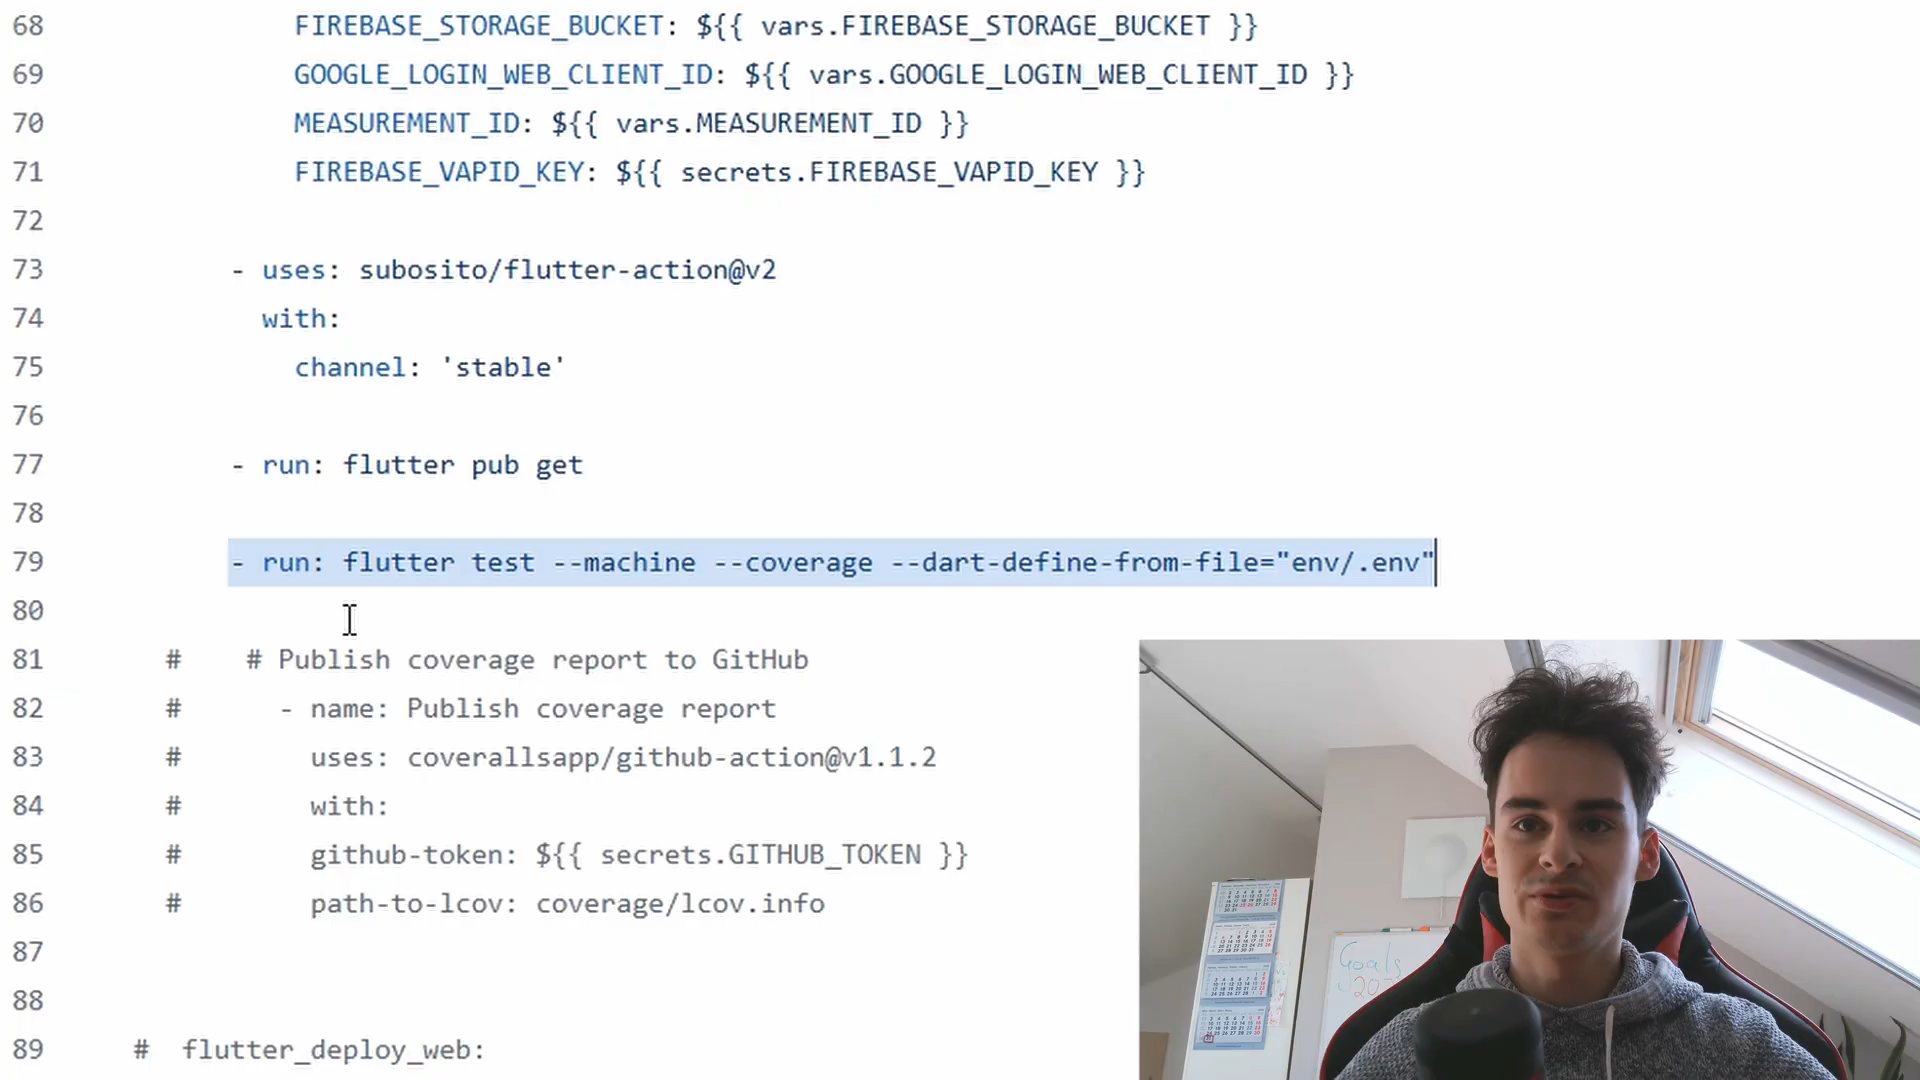 68 FIREBASE_STORAGE_BUCKET: ${{ vars.FIREBASE_STORAGE_BUCKET }}
69 GOOGLE_LOGIN_WEB_CLIENT_ID: ${{ vars.GOOGLE_LOGIN_WEB_CLIENT_ID }}
70 MEASUREMENT_ID: ${{ vars.MEASUREMENT_ID }}
71 FIREBASE_VAPID_KEY: ${{ secrets.FIREBASE_VAPID_KEY }}
72
73 - uses: subosito/flutter-action@v2
74 with:
75 channel: 'stable'
76
77 - run: flutter pub get
78
79 - run: flutter test --machine --coverage --dart-define-from-file="env/.env"
80
81 # # Publish coverage report to GitHub
82 # - name: Publish coverage report
83 # uses: coverallsapp/github-action@v1.1.2
84 # with:
85 # github-token: ${{ secrets.GITHUB_TOKEN }}
86 # path-to-lcov: coverage/lcov.info
87
88
89 # flutter_deploy_web:
Goals